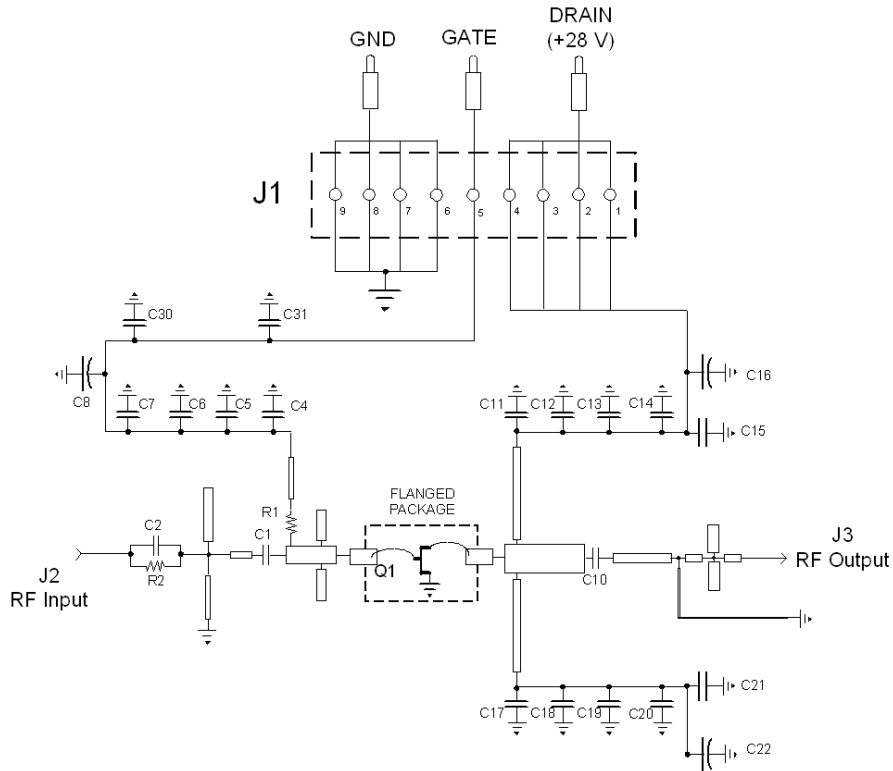 DRAIN
(+28 V)
GND
GATE
J1
9
8
7
6
5
4
3
2
1
C30
C31
C8
C7
C6
C5
C4
C16
C11
C12
C13
C14
C15
FLANGED
PACKAGE
R1
C2
R2
C1
Q1
C10
J2
RF Input
J3
RF Output
C17
C18
C19
C20
C21
C22